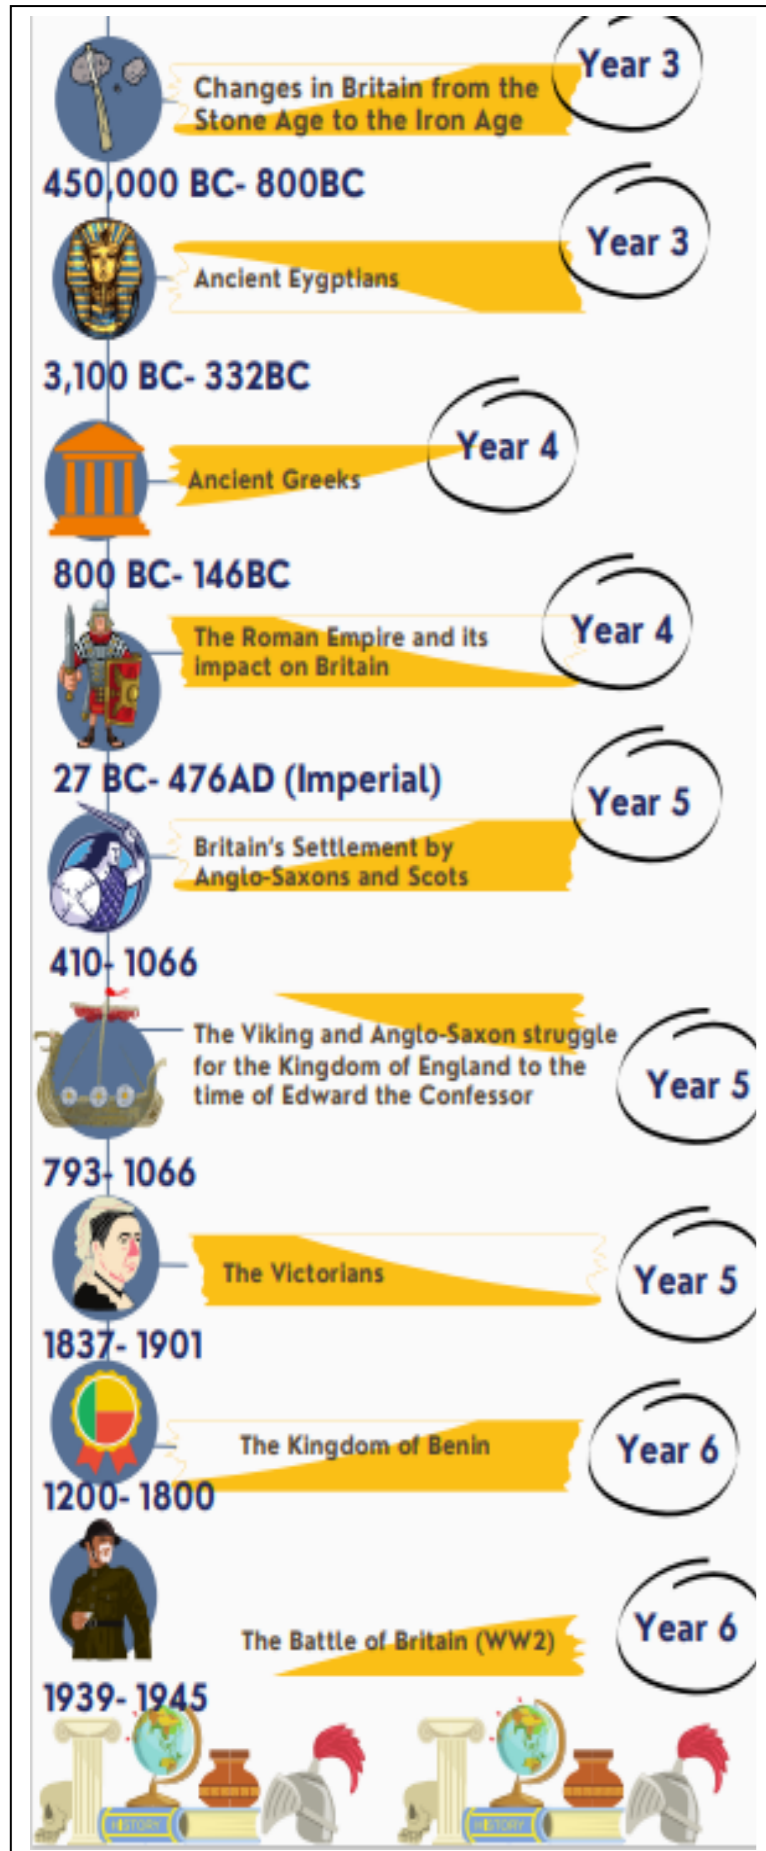 Year 3
Changes in Britain from the
Stone Age to the Iron Age
450,000 BC- 800BC
Year 3
Ancient Eygptians
3,100 BC- 332BC
Year 4
Ancient Greeks
800 BC- 146BC
Year 4
The Roman Empire and its
impact on Britain
27 BC- 476AD (Imperial)
Year 5
Britain's Settlement by
Anglo-Saxons and Scots
410- 1066
The Viking and Anglo-Saxon struggle
for the Kingdom of England to the
time of Edward the Confessor
Year 5
793- 1066
The Victorians
Year 5
1837- 1901
The Kingdom of Benin
Year 6
1200- 1800
The Battle of Britain (WW2)
Year 6
1939- 1945
HISTORY
HISTORY